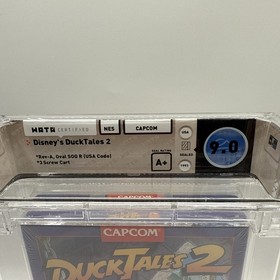 WATA CERTIFIED NES CAPCOM
Disney's DuckTales 2
*Rev-A, Oval SOQ R (USA Code)
*3 Screw Cart
SEAL RATING
A+
USA
SEALED
1993
9.0
CAPCOM
DUCKTALES 2